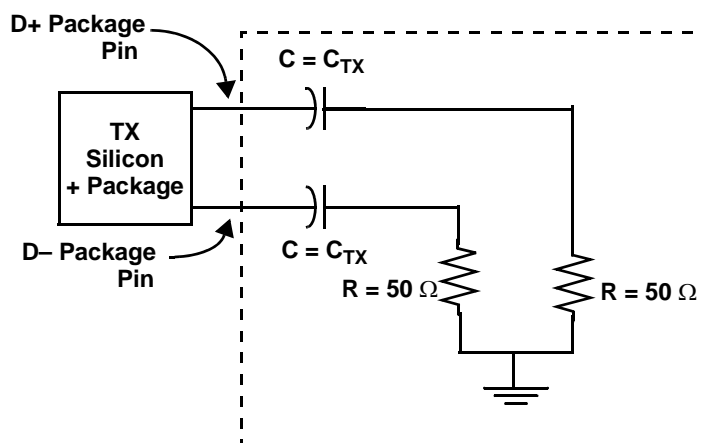 D+ Package
Pin
C = CTX
TX
Silicon
+ Package
D– Package
Pin
C = CTX
R = 50 Ω
R = 50 Ω